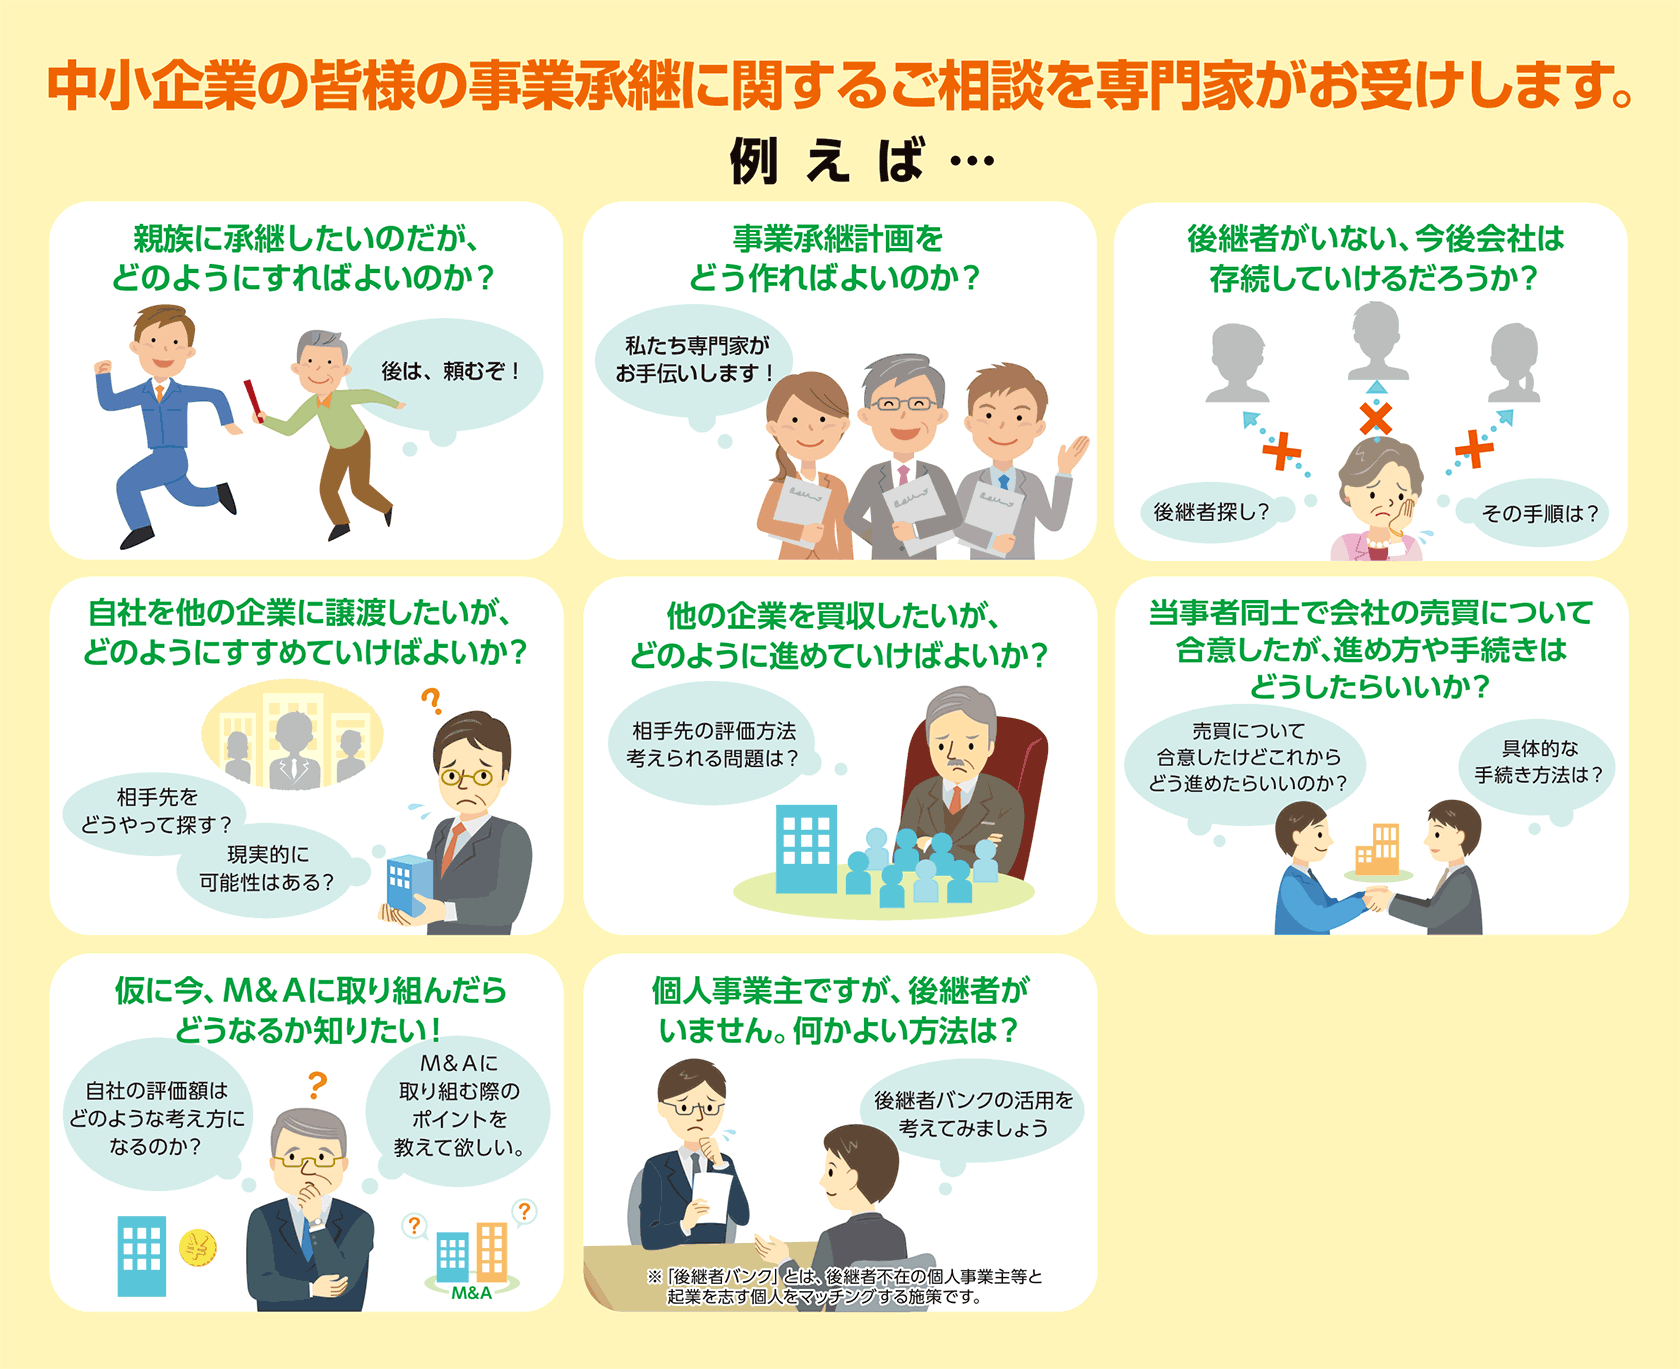 中小企業の皆様の事業承継に関するご相談を専門家がお受けします。
例えば…
親族に承継したいのだが、
どのようにすればよいのか？
後は、頼むぞ！
事業承継計画を
どう作ればよいのか？
私たち専門家が
お手伝いします！
後継者がいない、今後会社は
存続していけるだろうか？
後継者探し？
その手順は？
自社を他の企業に譲渡したいが、
どのようにすすめていけばよいか？
?
相手先を
どうやって探す？
現実的に
可能性はある？
他の企業を買収したいが、
どのように進めていけばよいか？
相手先の評価方法
考えられる問題は？
当事者同士で会社の売買について
合意したが、進め方や手続きは
どうしたらいいか？
売買について
合意したけどこれから
どう進めたらいいのか？
具体的な
手続き方法は？
仮に今、M＆Aに取り組んだら
どうなるか知りたい！
自社の評価額は
どのような考え方に
なるのか？
?
M＆Aに
取り組む際の
ポイントを
教えて欲しい。
¥
?
?
M&A
個人事業主ですが、後継者が
いません。何かよい方法は？
後継者バンクの活用を
考えてみましょう
※「後継者バンク」とは、後継者不在の個人事業主等と
起業を志す個人をマッチングする施策です。